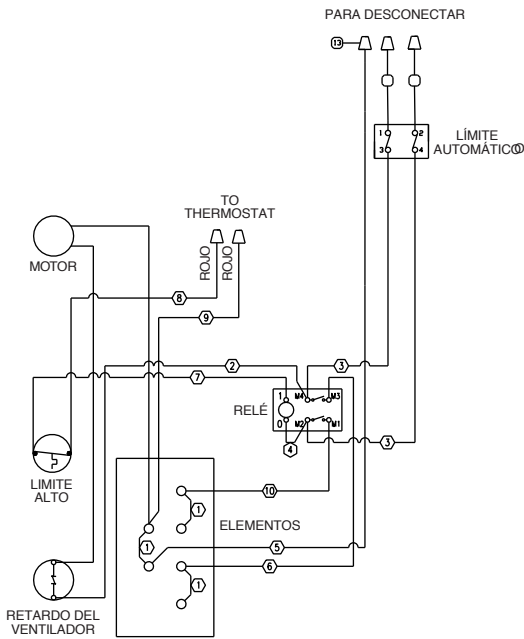 PARA DESCONECTAR
13
1 2
3 4
LÍMITE
AUTOMÁTICO
TO
THERMOSTAT
ROJO
ROJO
MOTOR
8
9
2
3
7
1 M4 M3
RELÉ
0 M2 M1
4
3
LIMITE
ALTO
10
1
ELEMENTOS
1
5
6
1
RETARDO DEL
VENTILADOR